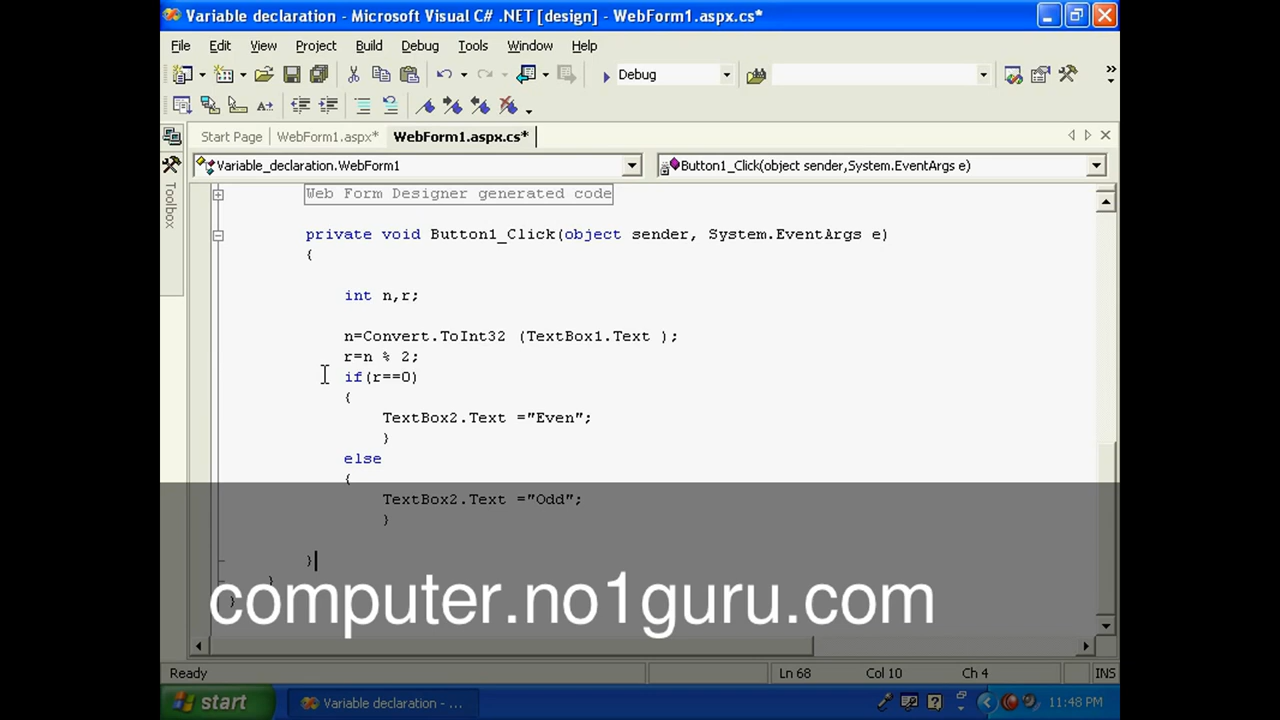 Variable declaration - Microsoft Visual C# .NET [design] - WebForm1.aspx.cs*
File Edit View Project Build Debug Tools Window Help
Debug
Start Page WebForm1.aspx* WebForm1.aspx.cs*
Variable_declaration.WebForm1 Button1_Click(object sender,System.EventArgs e)
Toolbox
Web Form Designer generated code
private void Button1_Click(object sender, System.EventArgs e)
{
int n,r;
n=Convert.ToInt32 (TextBox1.Text );
r=n % 2;
if(r==0)
{
TextBox2.Text ="Even";
}
else
{
TextBox2.Text ="Odd";
}
}
}
}
computer.no1guru.com
Ready Ln 68 Col 10 Ch 4 INS
start Variable declaration - ... 11:48 PM